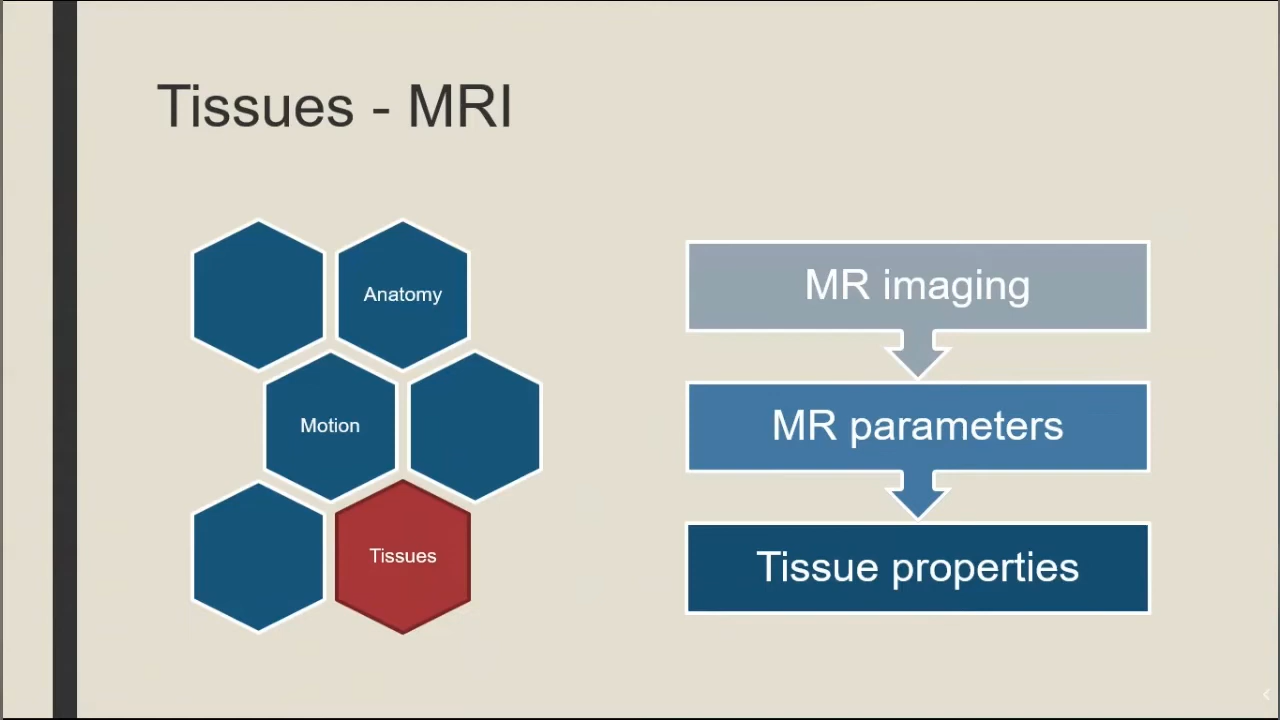 Tissues - MRI
Anatomy
Motion
Tissues
MR imaging
MR parameters
Tissue properties